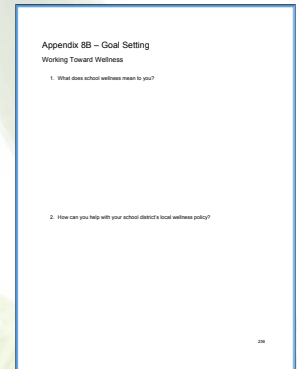 Appendix 8B – Goal Setting
Working Toward Wellness
1. What does school wellness mean to you?
2. How can you help with your school district's local wellness policy?
236